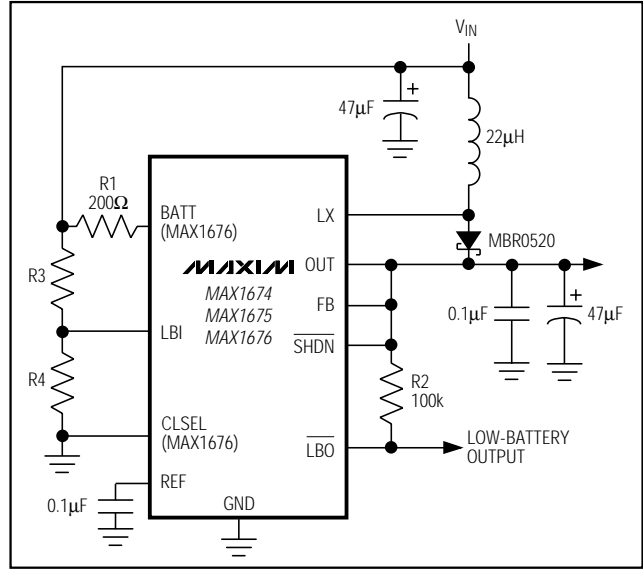 VIN
47µF
+
22µH
R1
200Ω
BATT
(MAX1676)
LX
MBR0520
MAXIM
OUT
R3
MAX1674
MAX1675
MAX1676
FB
0.1µF
+
47µF
LBI
SHDN
R4
R2
100k
CLSEL
(MAX1676)
LBO
LOW-BATTERY
OUTPUT
REF
0.1µF
GND